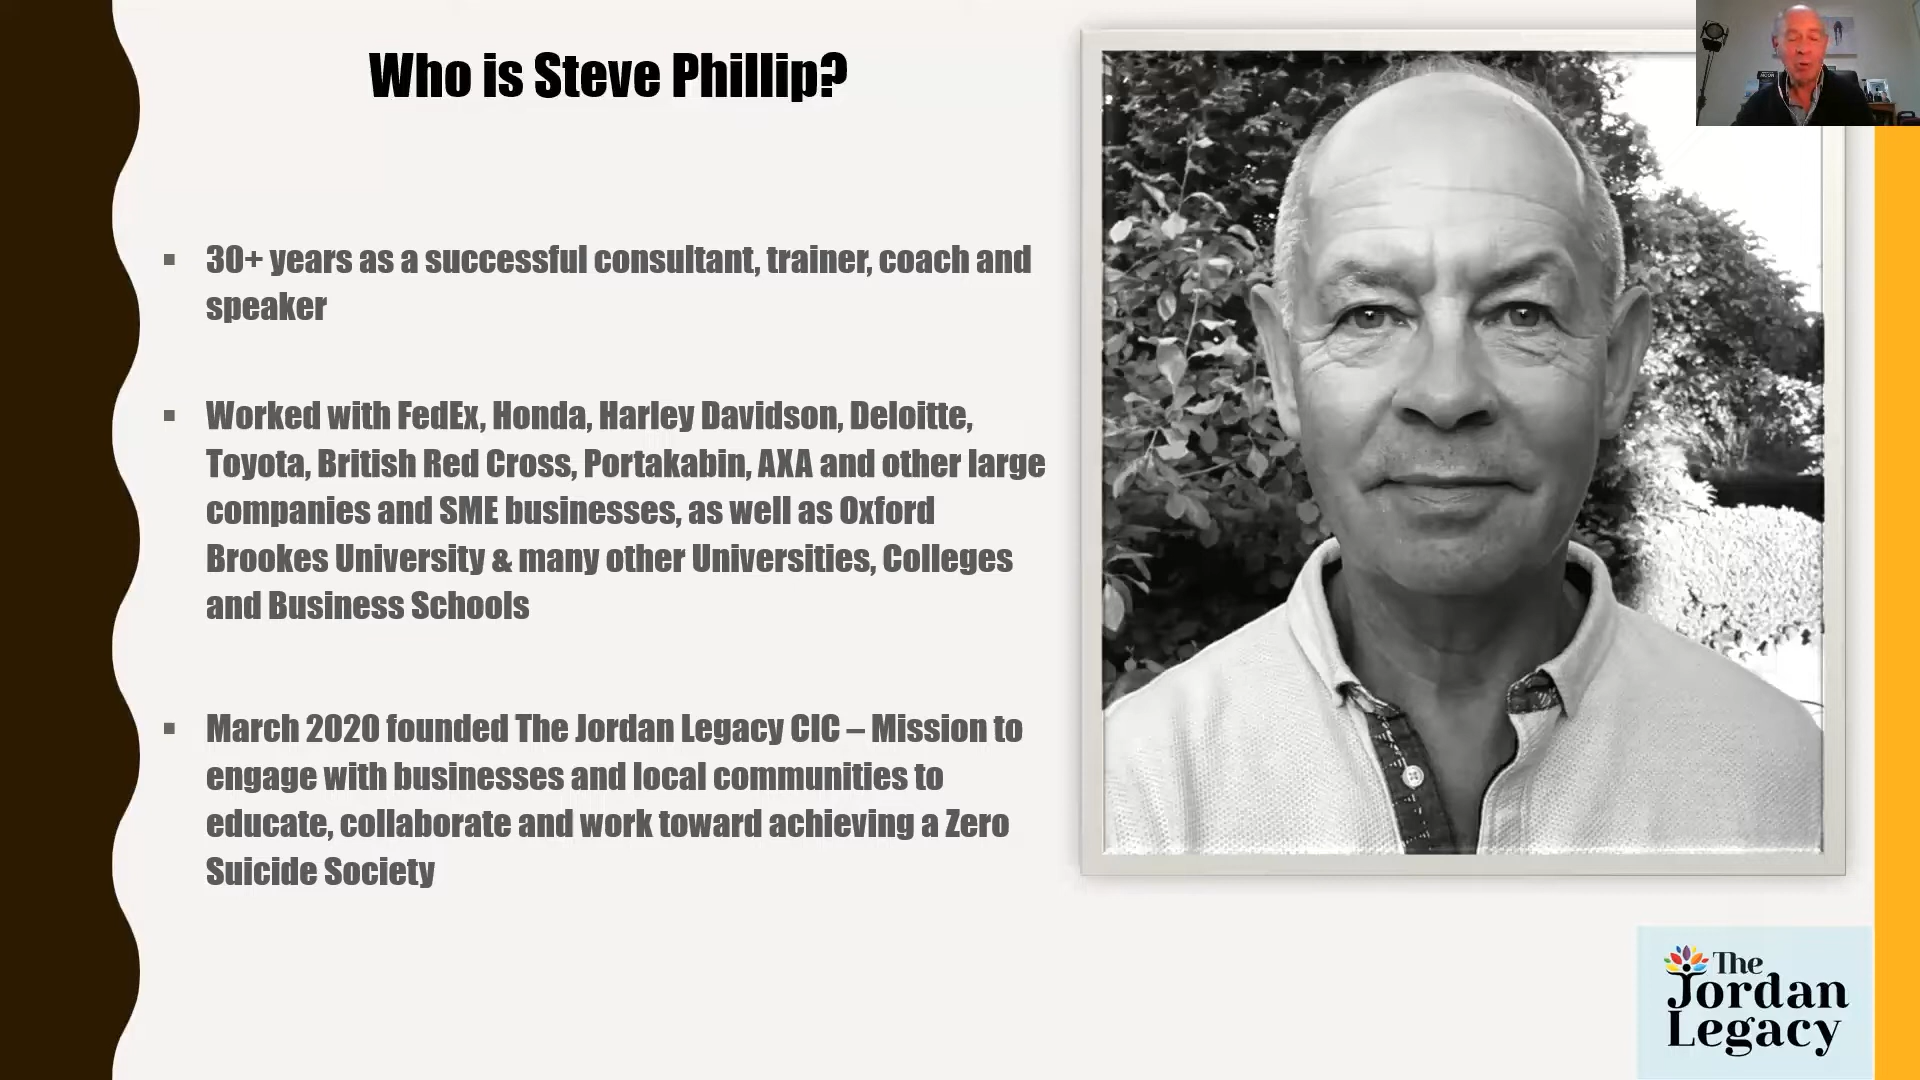 Who is Steve Phillip?
30+ years as a successful consultant, trainer, coach and
speaker
Worked with FedEx, Honda, Harley Davidson, Deloitte,
Toyota, British Red Cross, Portakabin, AXA and other large
companies and SME businesses, as well as Oxford
Brookes University & many other Universities, Colleges
and Business Schools
March 2020 founded The Jordan Legacy CIC – Mission to
engage with businesses and local communities to
educate, collaborate and work toward achieving a Zero
Suicide Society
The
Jordan
Legacy